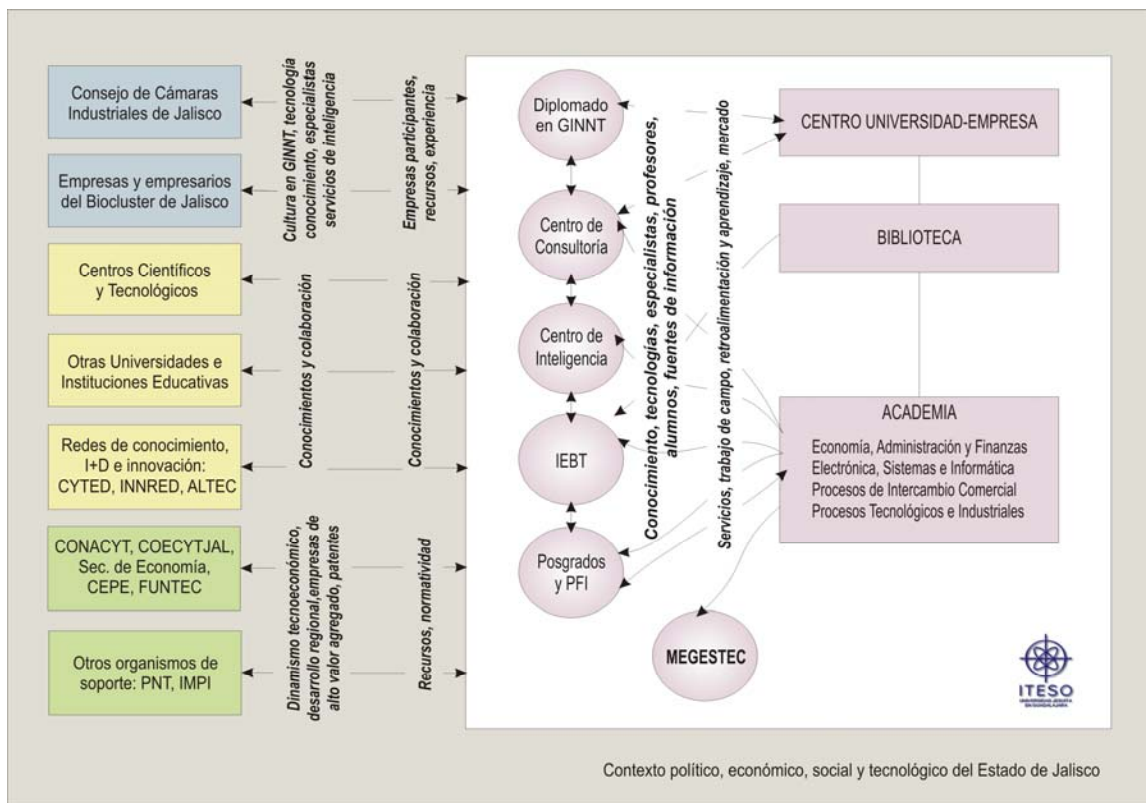 Consejo de Cámaras
Industriales de Jalisco
Empresas y empresarios
del Biocluster de Jalisco
Centros Científicos
y Tecnológicos
Otras Universidades e
Instituciones Educativas
Redes de conocimiento,
I+D e innovación:
CYTED, INNRED, ALTEC
CONACYT, COECYTJAL,
Sec. de Economía,
CEPE, FUNTEC
Otros organismos de
soporte: PNT, IMPI
Cultura en GINNT, tecnología
conocimiento, especialistas
servicios de inteligencia
Empresas participantes,
recursos, experiencia
Conocimientos y colaboración
Conocimientos y colaboración
Dinamismo tecnoeconómico,
desarrollo regional,empresas de
alto valor agregado, patentes
Recursos, normatividad
Diplomado
en GINNT
Centro de
Consultoría
Centro de
Inteligencia
IEBT
Posgrados
y PFI
MEGESTEC
Conocimiento, tecnologías, especialistas, profesores,
alumnos, fuentes de información
Servicios, trabajo de campo, retroalimentación y aprendizaje, mercado
CENTRO UNIVERSIDAD-EMPRESA
BIBLIOTECA
ACADEMIA
Economía, Administración y Finanzas
Electrónica, Sistemas e Informática
Procesos de Intercambio Comercial
Procesos Tecnológicos e Industriales
ITESO
Contexto político, económico, social y tecnológico del Estado de Jalisco